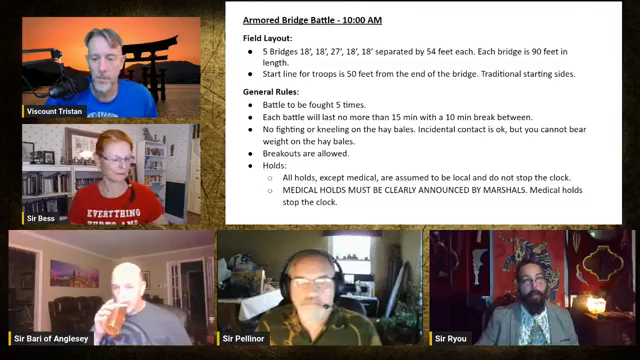 Armored Bridge Battle - 10:00 AM
Field Layout:
● 5 Bridges 18', 18', 27', 18', 18' separated by 54 feet each. Each bridge is 90 feet in
length.
● Start line for troops is 50 feet from the end of the bridge. Traditional starting sides.
General Rules:
● Battle to be fought 5 times.
● Each battle will last no more than 15 min with a 10 min break between.
● No fighting or kneeling on the hay bales. Incidental contact is ok, but you cannot bear
weight on the hay bales.
● Breakouts are allowed.
● Holds:
○ All holds, except medical, are assumed to be local and do not stop the clock.
○ MEDICAL HOLDS MUST BE CLEARLY ANNOUNCED BY MARSHALS. Medical holds
stop the clock.
Viscount Tristan
EVERYTHING
Sir Bess
Sir Bari of Anglesey
Sir Pellinor
Sir Ryou